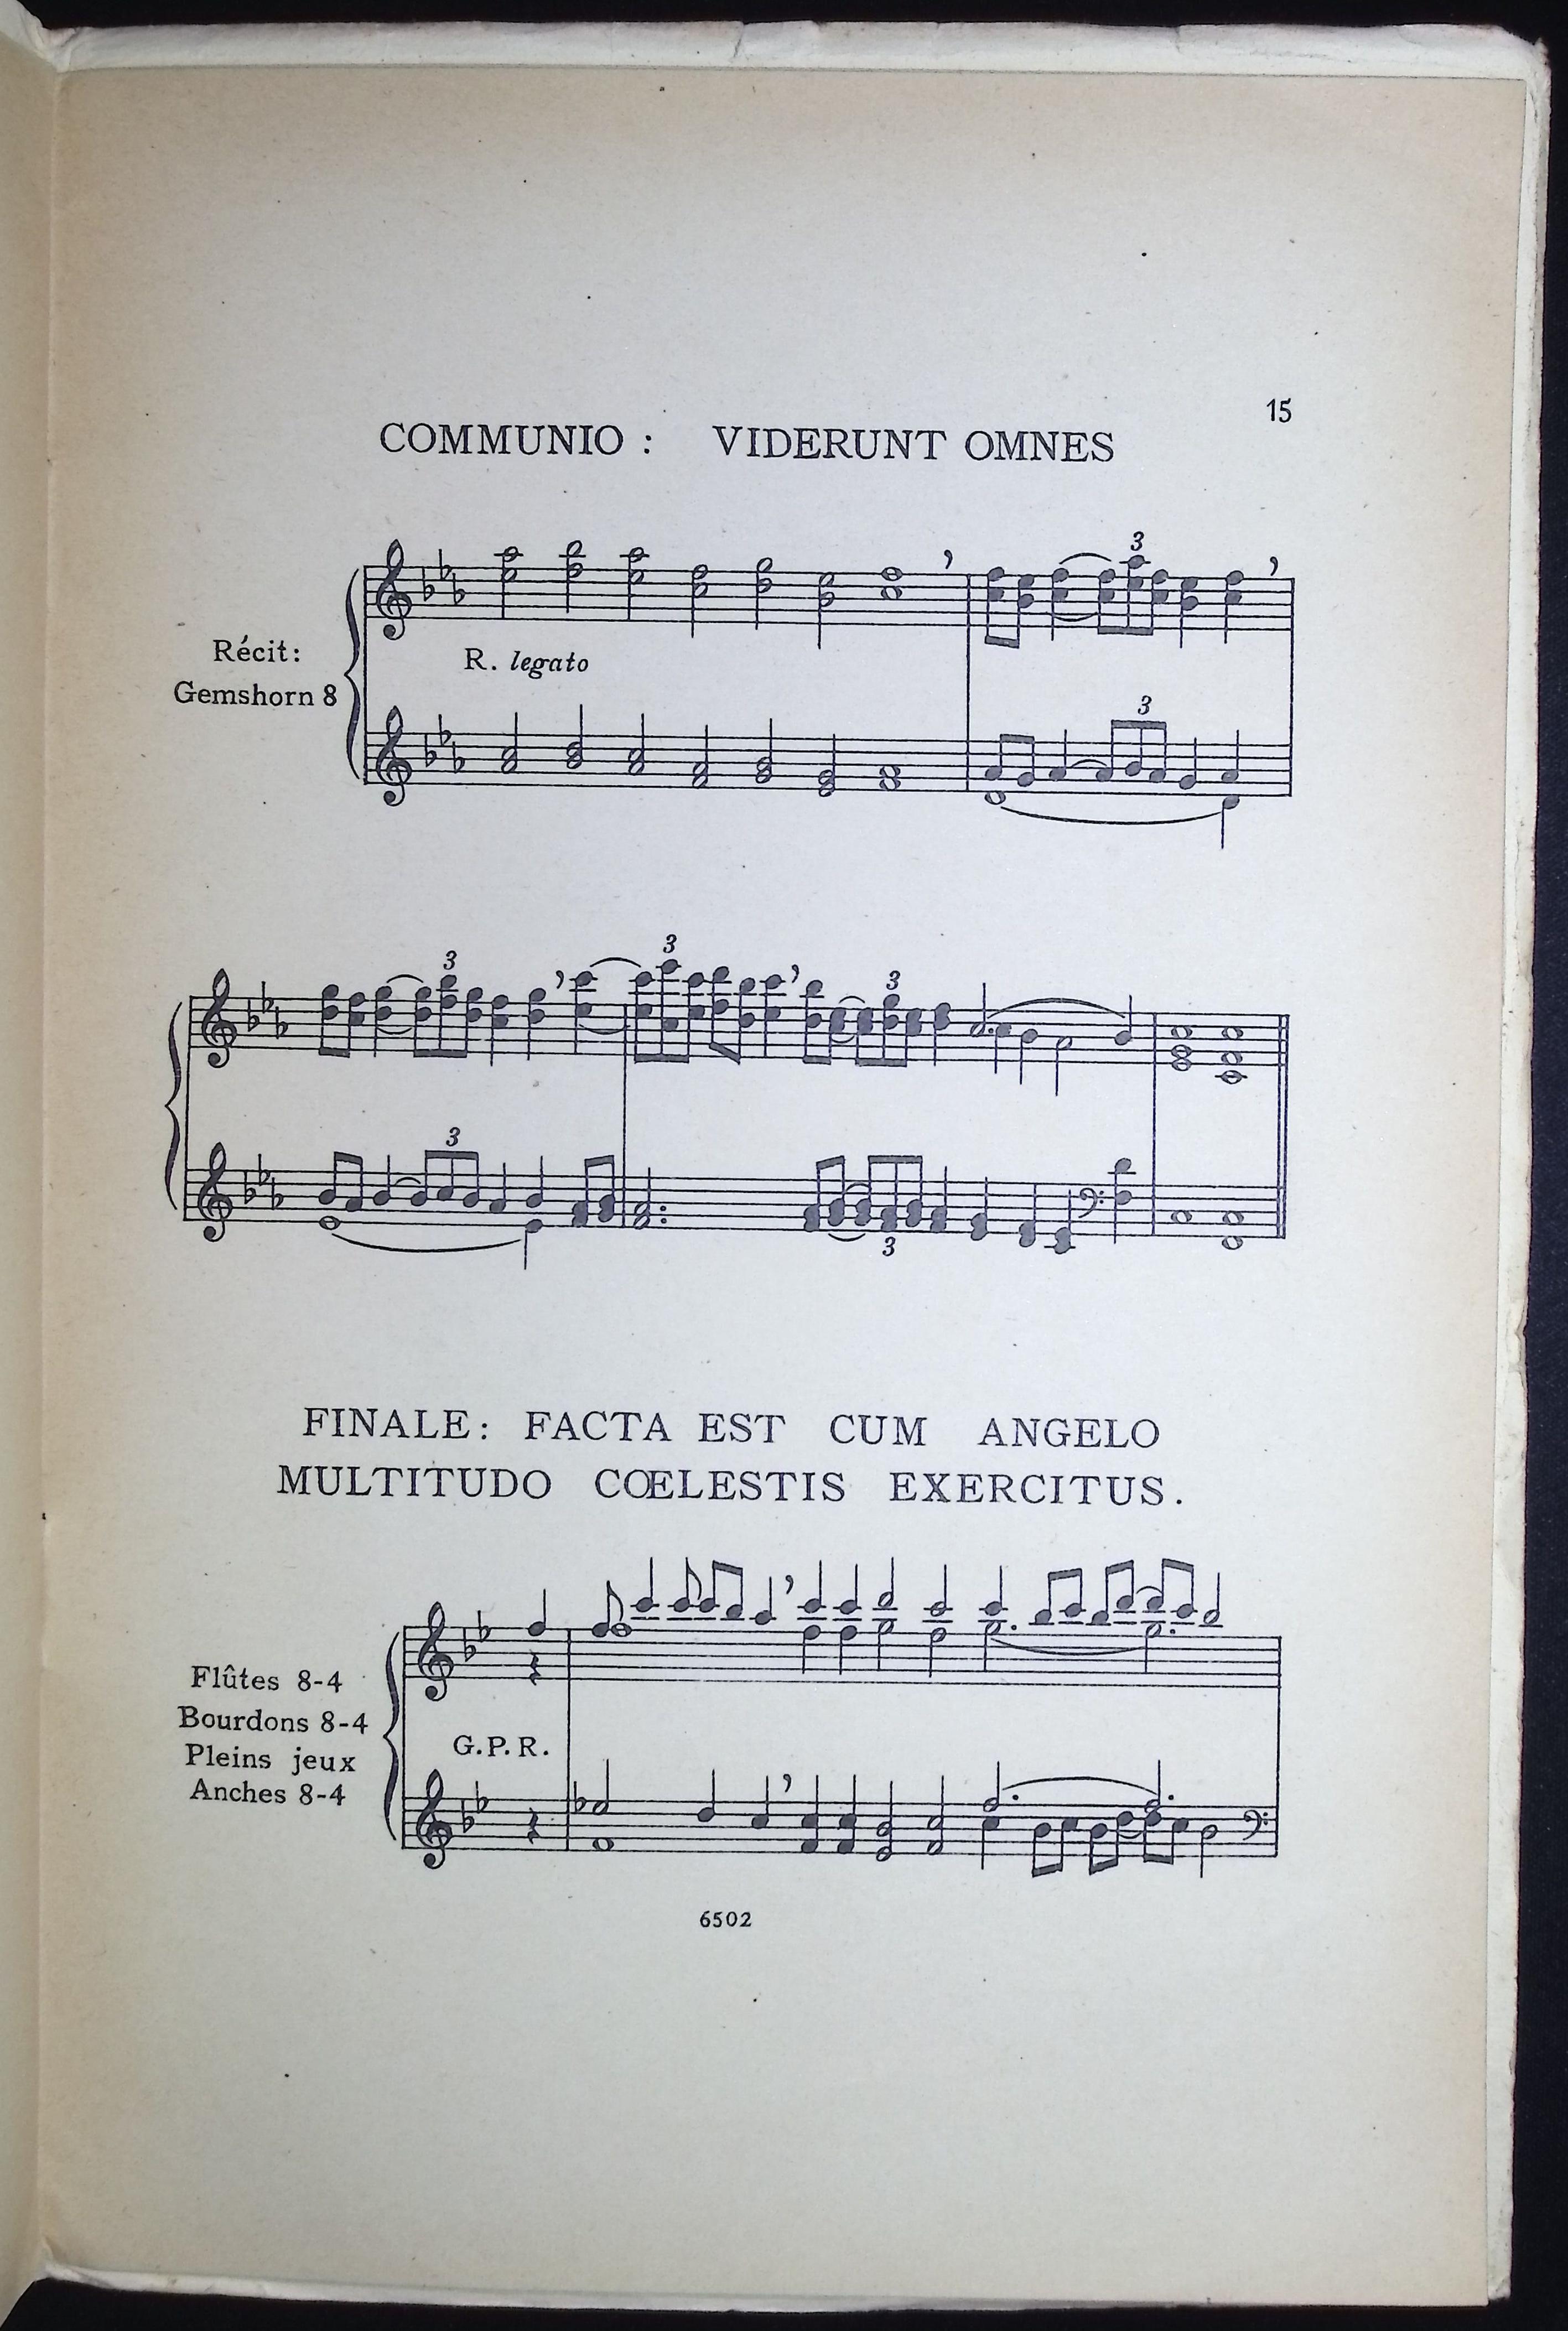 15
COMMUNIO : VIDERUNT OMNES
3
Récit:
Gemshorn 8
R. legato
3
3
3
3
3
3
FINALE: FACTA EST CUM ANGELO
MULTITUDO CŒLESTIS EXERCITUS.
Flûtes 8-4
Bourdons 8-4
Pleins jeux
Anches 8-4
G.P.R.
6502